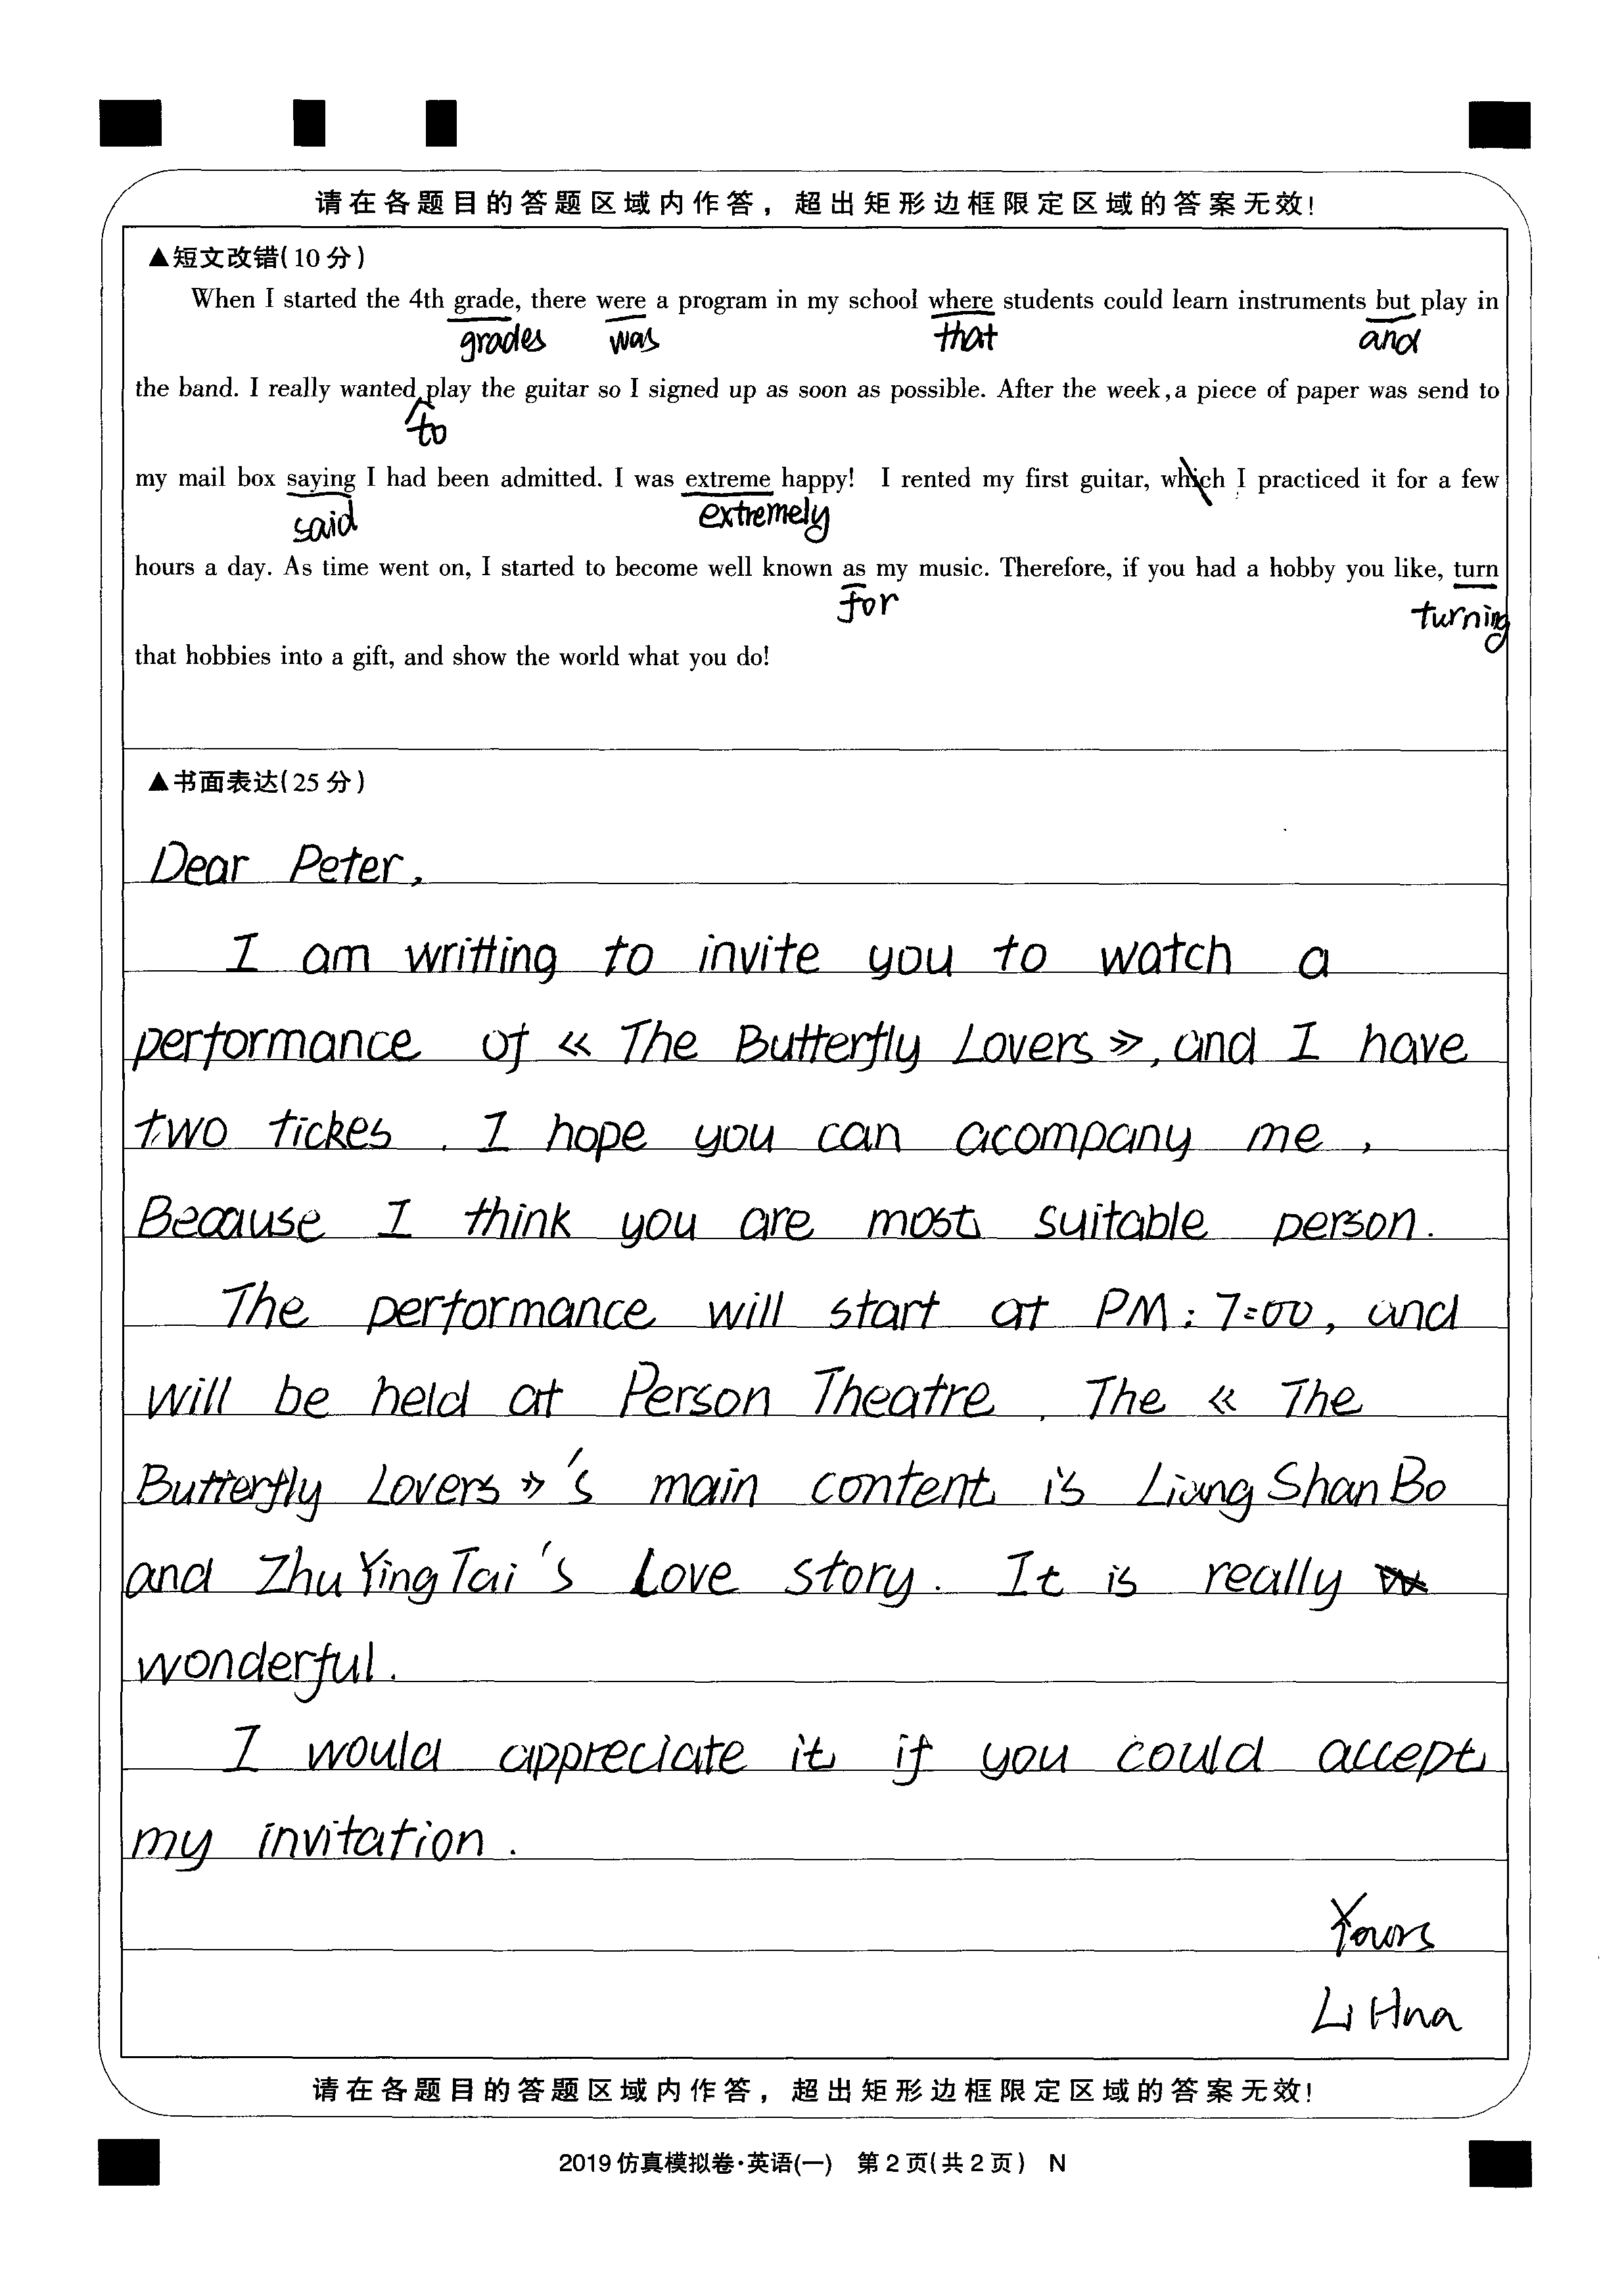 请在各题目的答题区域内作答，超出矩形边框限定区域的答案无效!
▲短文改错(10分)
When I started the 4th grade, there were a program in my school where students could learn instruments but play in
grades was that and
the band. I really wanted play the guitar so I signed up as soon as possible. After the week, a piece of paper was send to
to
my mail box saying I had been admitted. I was extreme happy! I rented my first guitar, which I practiced it for a few
said extremely
hours a day. As time went on, I started to become well known as my music. Therefore, if you had a hobby you like, turn
for turning
that hobbies into a gift, and show the world what you do!
▲书面表达(25分)
Dear Peter,
I am writting to invite you to watch a
performance of 《 The Butterfly Lovers 》, and I have
two tickes . I hope you can acompany me ,
Because I think you are most suitable person.
The performance will start at PM: 7:00, and
will be held at Person Theatre. The 《 The
Butterfly Lovers 》's main content is Liang Shan Bo
and Zhu Ying Tai's Love story. It is really
wonderful.
I would appreciate it if you could accept
my invitation.
Yours
Li Hna
请在各题目的答题区域内作答，超出矩形边框限定区域的答案无效!
2019仿真模拟卷·英语(一) 第2页(共2页) N